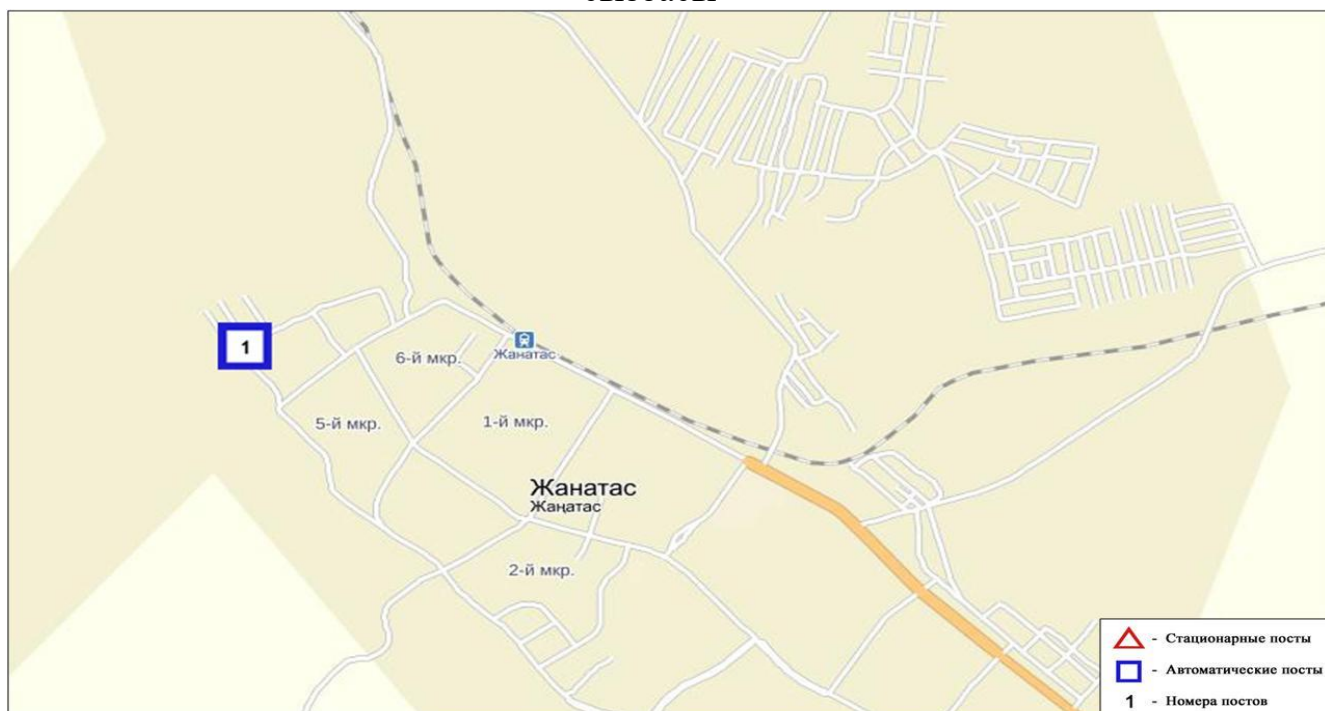 Жанатас
6-й мкр.
5-й мкр.
1-й мкр.
Жанатас
Жаңатас
2-й мкр.
- Стационарные посты
- Автоматические посты
1 - Номера постов
1